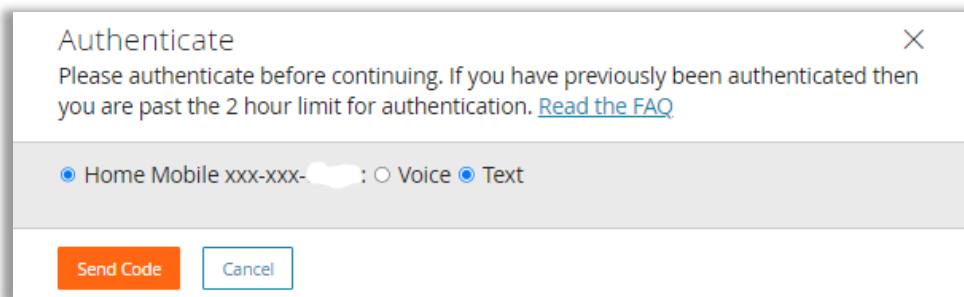 Authenticate
Please authenticate before continuing. If you have previously been authenticated then
you are past the 2 hour limit for authentication. Read the FAQ
Home Mobile xxx-xxx- : Voice Text
Send Code Cancel